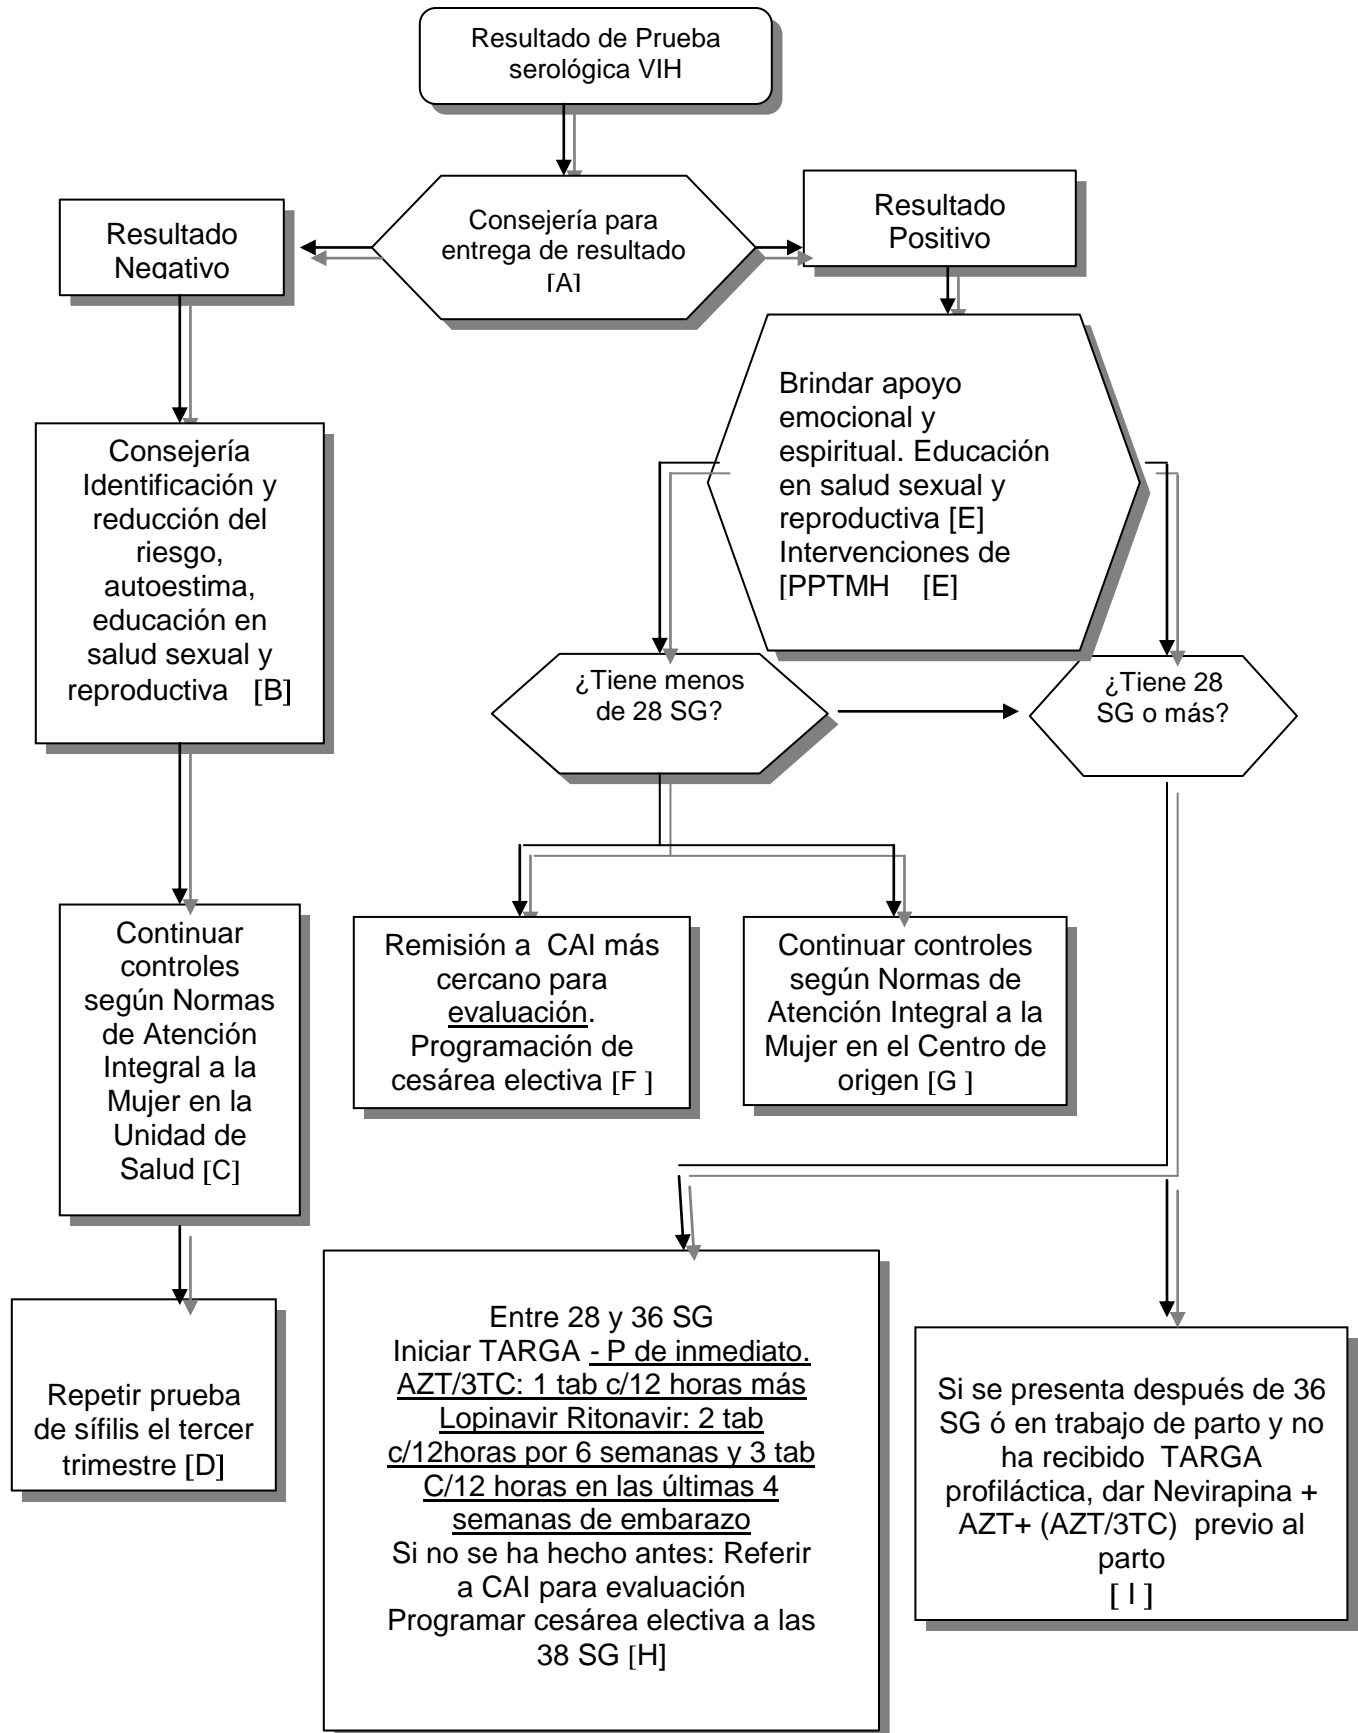 Resultado de Prueba
serológica VIH
Consejería para
entrega de resultado
[A]
Resultado
Negativo
Resultado
Positivo
Consejería
Identificación y
reducción del
riesgo,
autoestima,
educación en
salud sexual y
reproductiva [B]
Brindar apoyo
emocional y
espiritual. Educación
en salud sexual y
reproductiva [E]
Intervenciones de
[PPTMH [E]
¿Tiene menos
de 28 SG?
¿Tiene 28
SG o más?
Continuar
controles
según Normas
de Atención
Integral a la
Mujer en la
Unidad de
Salud [C]
Remisión a CAI más
cercano para
evaluación.
Programación de
cesárea electiva [F ]
Continuar controles
según Normas de
Atención Integral a la
Mujer en el Centro de
origen [G ]
Repetir prueba
de sífilis el tercer
trimestre [D]
Entre 28 y 36 SG
Iniciar TARGA - P de inmediato.
AZT/3TC: 1 tab c/12 horas más
Lopinavir Ritonavir: 2 tab
c/12horas por 6 semanas y 3 tab
C/12 horas en las últimas 4
semanas de embarazo
Si no se ha hecho antes: Referir
a CAI para evaluación
Programar cesárea electiva a las
38 SG [H]
Si se presenta después de 36
SG ó en trabajo de parto y no
ha recibido TARGA
profiláctica, dar Nevirapina +
AZT+ (AZT/3TC) previo al
parto
[ I ]